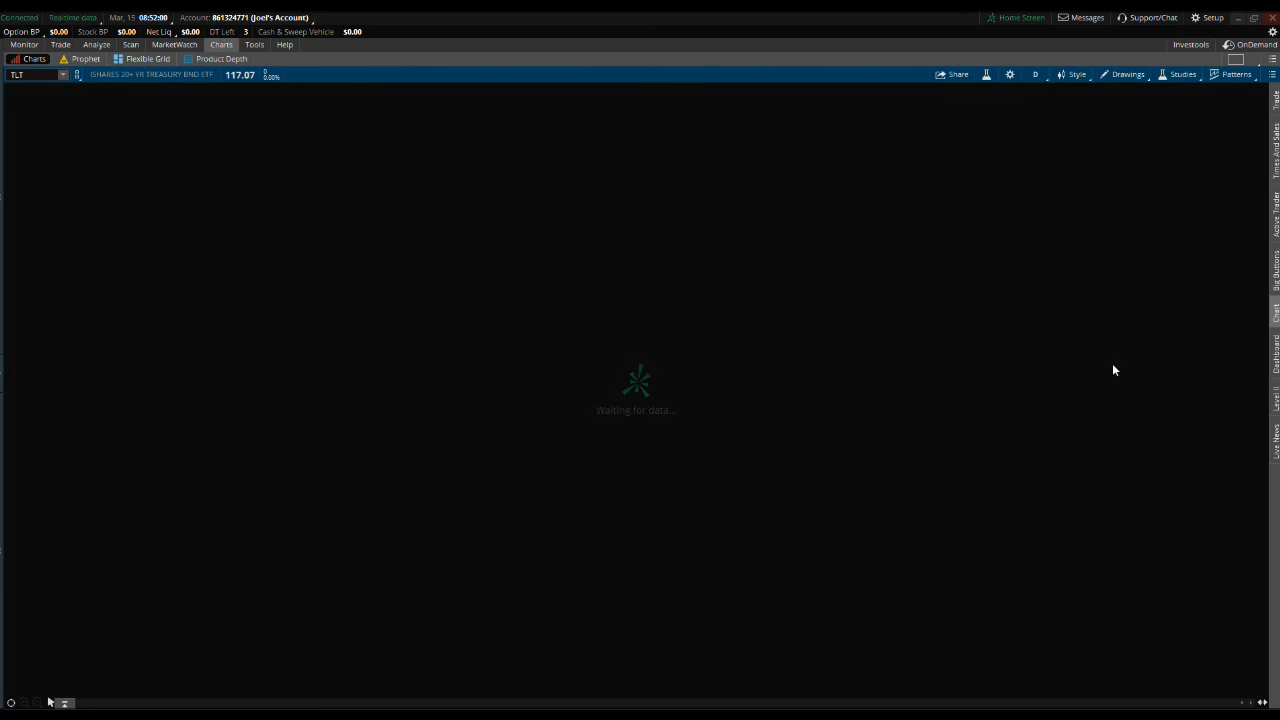 Connected Realtime data Mar, 15 08:52:00 Account: 861324771 (Joel's Account) Home Screen Messages Support/Chat Setup
Option BP $0.00 Stock BP $0.00 Net Liq $0.00 DT Left 3 Cash & Sweep Vehicle $0.00
Monitor Trade Analyze Scan MarketWatch Charts Tools Help Investools OnDemand
Charts Prophet Flexible Grid Product Depth
TLT ISHARES 20+ YR TREASURY BND ETF 117.07 0 0.00% Share D Style Drawings Studies Patterns
Trade
Times And Sales
Active Trader
Big Buttons
Chart
Dashboard
Level II
Live News
Waiting for data...